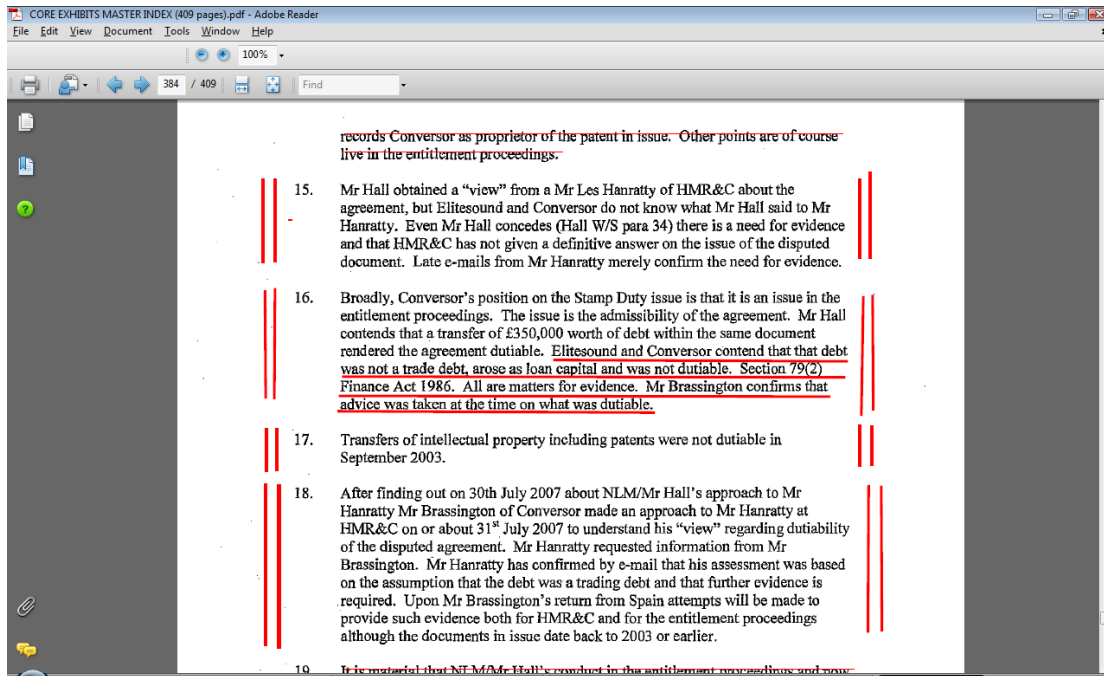 CORE EXHIBITS MASTER INDEX (409 pages).pdf - Adobe Reader
File Edit View Document Tools Window Help
100%
384 / 409 Find
records Conversor as proprietor of the patent in issue. Other points are of course
live in the entitlement proceedings.
15. Mr Hall obtained a “view” from a Mr Les Hanratty of HMR&C about the
agreement, but Elitesound and Conversor do not know what Mr Hall said to Mr
Hanratty. Even Mr Hall concedes (Hall W/S para 34) there is a need for evidence
and that HMR&C has not given a definitive answer on the issue of the disputed
document. Late e-mails from Mr Hanratty merely confirm the need for evidence.
16. Broadly, Conversor’s position on the Stamp Duty issue is that it is an issue in the
entitlement proceedings. The issue is the admissibility of the agreement. Mr Hall
contends that a transfer of £350,000 worth of debt within the same document
rendered the agreement dutiable. Elitesound and Conversor contend that that debt
was not a trade debt, arose as loan capital and was not dutiable. Section 79(2)
Finance Act 1986. All are matters for evidence. Mr Brassington confirms that
advice was taken at the time on what was dutiable.
17. Transfers of intellectual property including patents were not dutiable in
September 2003.
18. After finding out on 30th July 2007 about NLM/Mr Hall’s approach to Mr
Hanratty Mr Brassington of Conversor made an approach to Mr Hanratty at
HMR&C on or about 31st July 2007 to understand his “view” regarding dutiability
of the disputed agreement. Mr Hanratty requested information from Mr
Brassington. Mr Hanratty has confirmed by e-mail that his assessment was based
on the assumption that the debt was a trading debt and that further evidence is
required. Upon Mr Brassington’s return from Spain attempts will be made to
provide such evidence both for HMR&C and for the entitlement proceedings
although the documents in issue date back to 2003 or earlier.
19. It is material that NLM/Mr Hall’s conduct in the entitlement proceedings and now